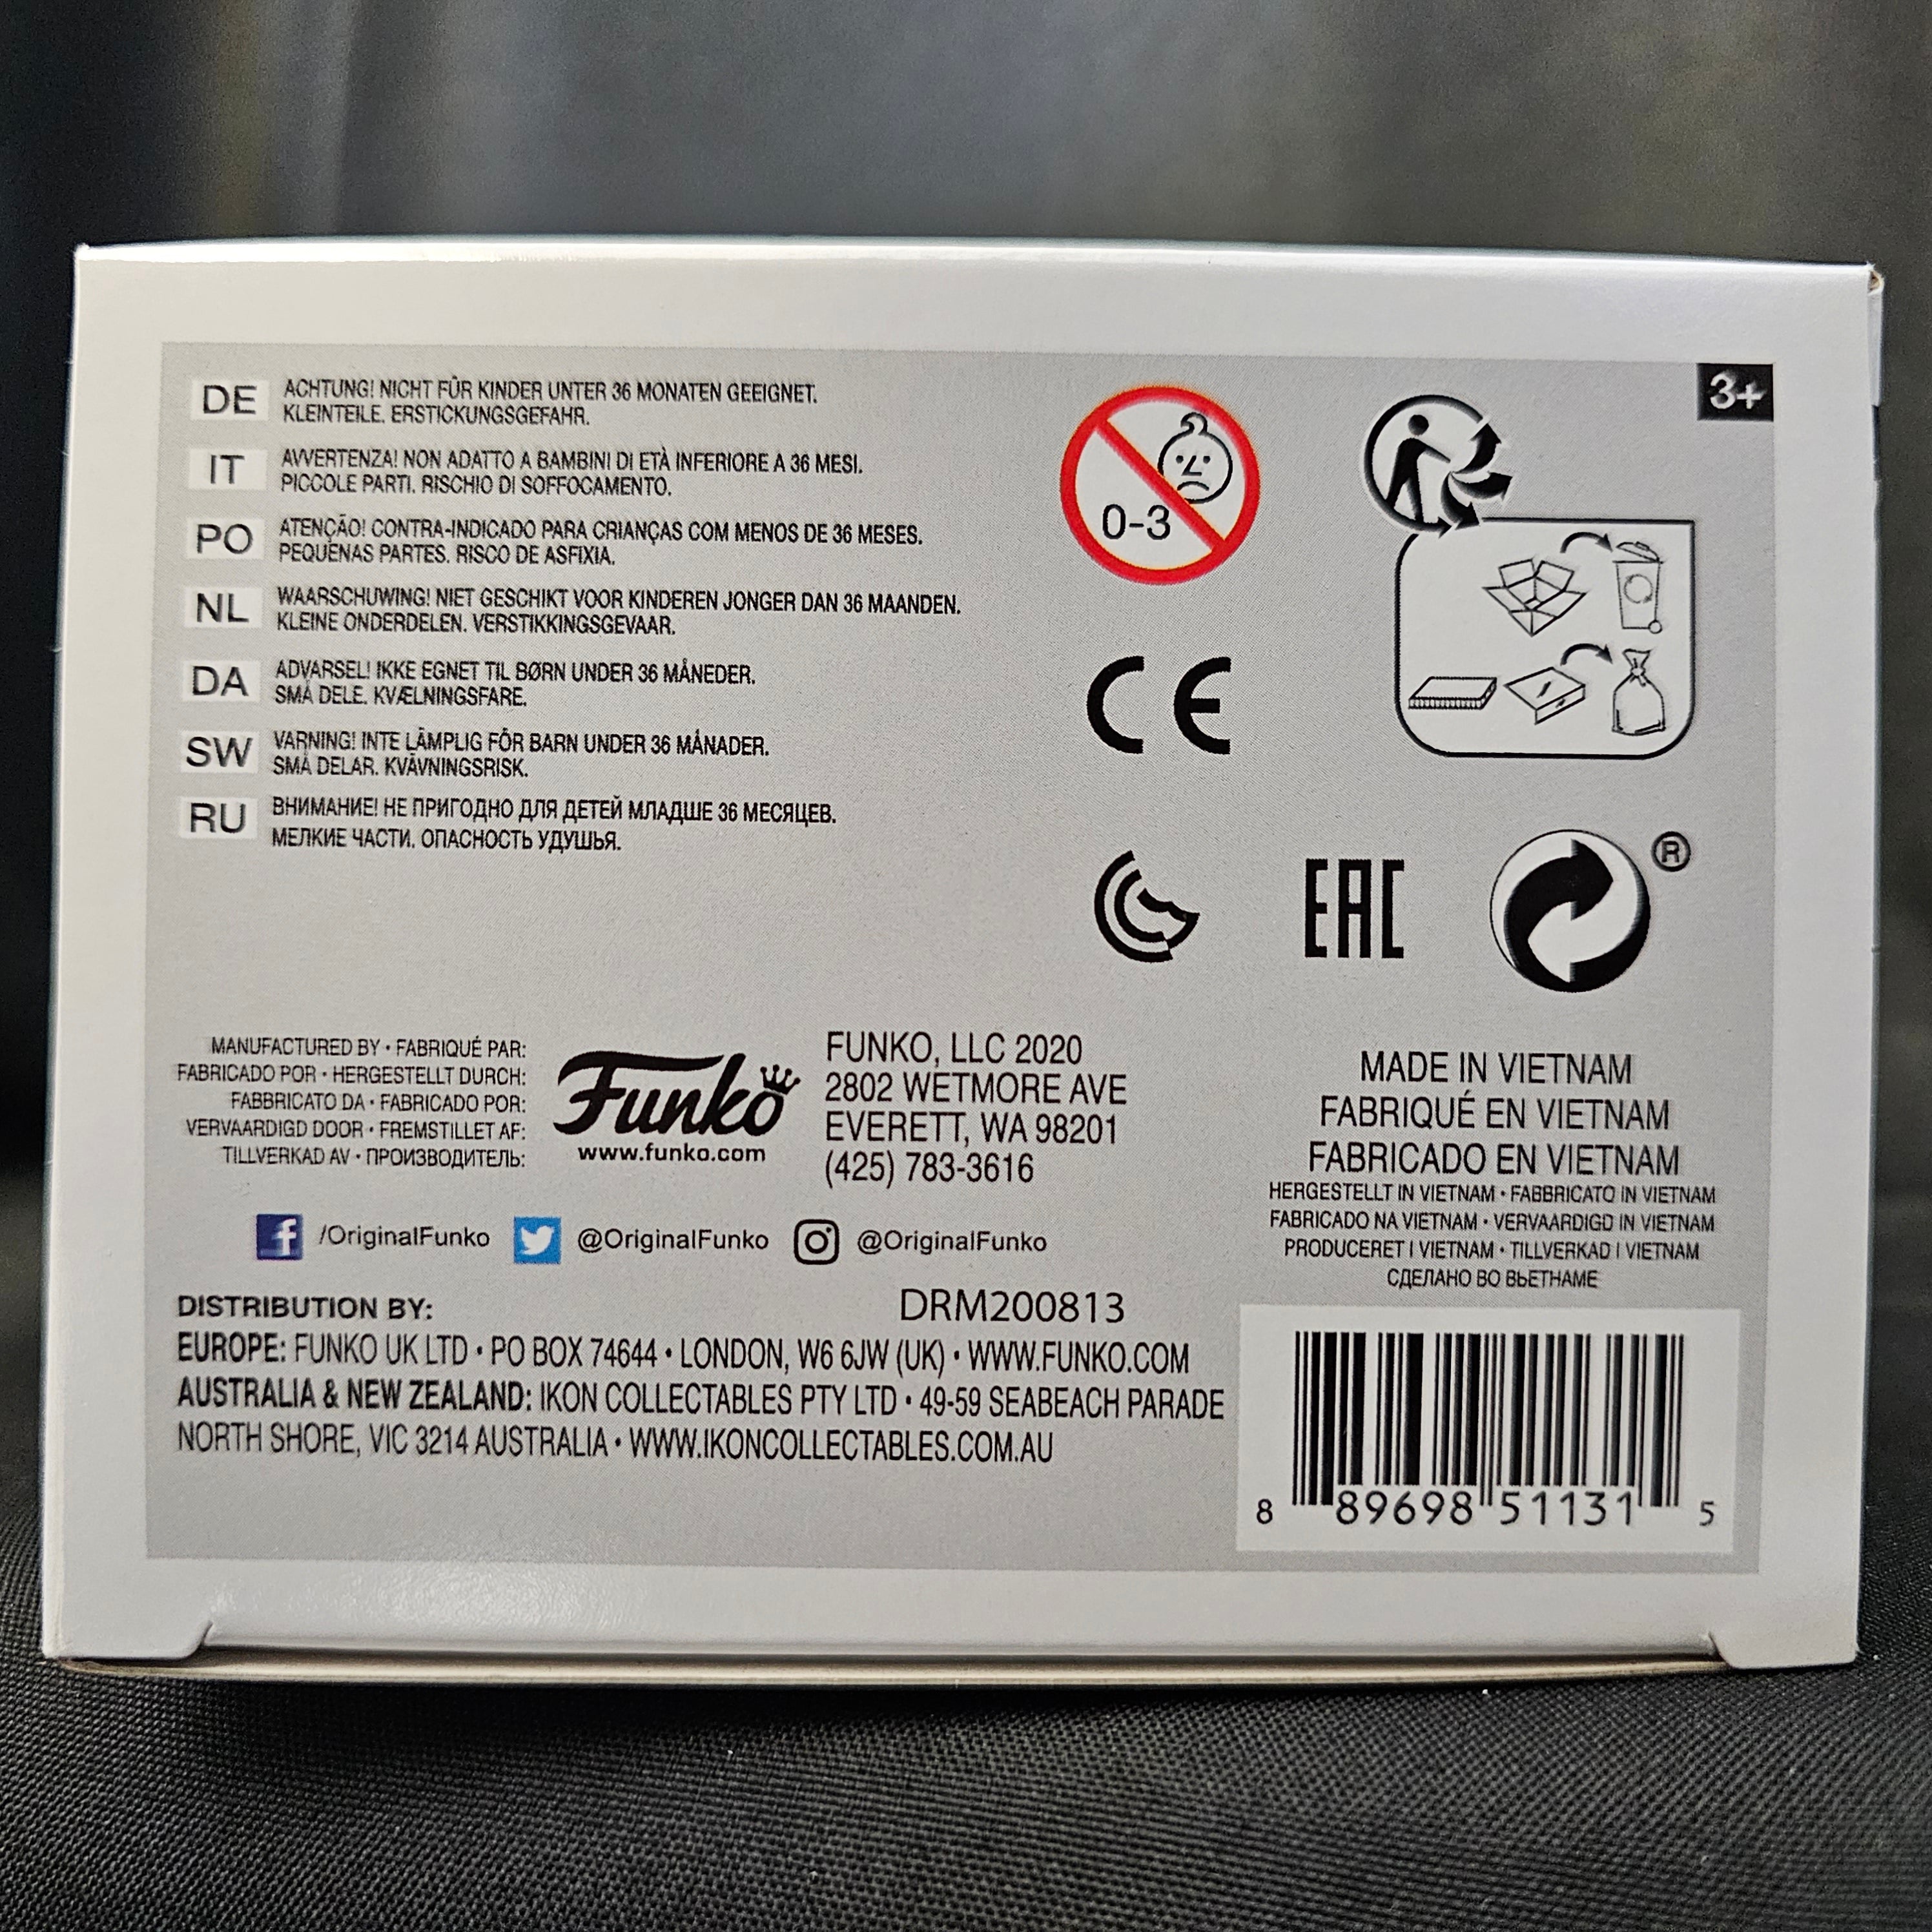 3+
DE ACHTUNG! NICHT FÜR KINDER UNTER 36 MONATEN GEEIGNET.
KLEINTEILE. ERSTICKUNGSGEFAHR.
IT AVVERTENZA! NON ADATTO A BAMBINI DI ETÀ INFERIORE A 36 MESI.
PICCOLE PARTI. RISCHIO DI SOFFOCAMENTO.
PO ATENÇÃO! CONTRA-INDICADO PARA CRIANÇAS COM MENOS DE 36 MESES.
PEQUENAS PARTES. RISCO DE ASFIXIA.
NL WAARSCHUWING! NIET GESCHIKT VOOR KINDEREN JONGER DAN 36 MAANDEN.
KLEINE ONDERDELEN. VERSTIKKINGSGEVAAR.
DA ADVARSEL! IKKE EGNET TIL BØRN UNDER 36 MÅNEDER.
SMÅ DELE. KVÆLNINGSFARE.
SW VARNING! INTE LÄMPLIG FÖR BARN UNDER 36 MÅNADER.
SMÅ DELAR. KVÄVNINGSRISK.
RU ВНИМАНИЕ! НЕ ПРИГОДНО ДЛЯ ДЕТЕЙ МЛАДШЕ 36 МЕСЯЦЕВ.
МЕЛКИЕ ЧАСТИ. ОПАСНОСТЬ УДУШЬЯ.
0-3
CE
EAC
®
MANUFACTURED BY • FABRIQUÉ PAR:
FABRICADO POR • HERGESTELLT DURCH:
FABBRICATO DA • FABRICADO POR:
VERVAARDIGD DOOR • FREMSTILLET AF:
TILLVERKAD AV • ПРОИЗВОДИТЕЛЬ:
Funko
www.funko.com
FUNKO, LLC 2020
2802 WETMORE AVE
EVERETT, WA 98201
(425) 783-3616
MADE IN VIETNAM
FABRIQUÉ EN VIETNAM
FABRICADO EN VIETNAM
HERGESTELLT IN VIETNAM • FABBRICATO IN VIETNAM
FABRICADO NA VIETNAM • VERVAARDIGD IN VIETNAM
PRODUCERET I VIETNAM • TILLVERKAD I VIETNAM
СДЕЛАНО ВО ВЬЕТНАМЕ
f /OriginalFunko @OriginalFunko @OriginalFunko
DRM200813
DISTRIBUTION BY:
EUROPE: FUNKO UK LTD • PO BOX 74644 • LONDON, W6 6JW (UK) • WWW.FUNKO.COM
AUSTRALIA & NEW ZEALAND: IKON COLLECTABLES PTY LTD • 49-59 SEABEACH PARADE
NORTH SHORE, VIC 3214 AUSTRALIA • WWW.IKONCOLLECTABLES.COM.AU
8 89698 51131 5